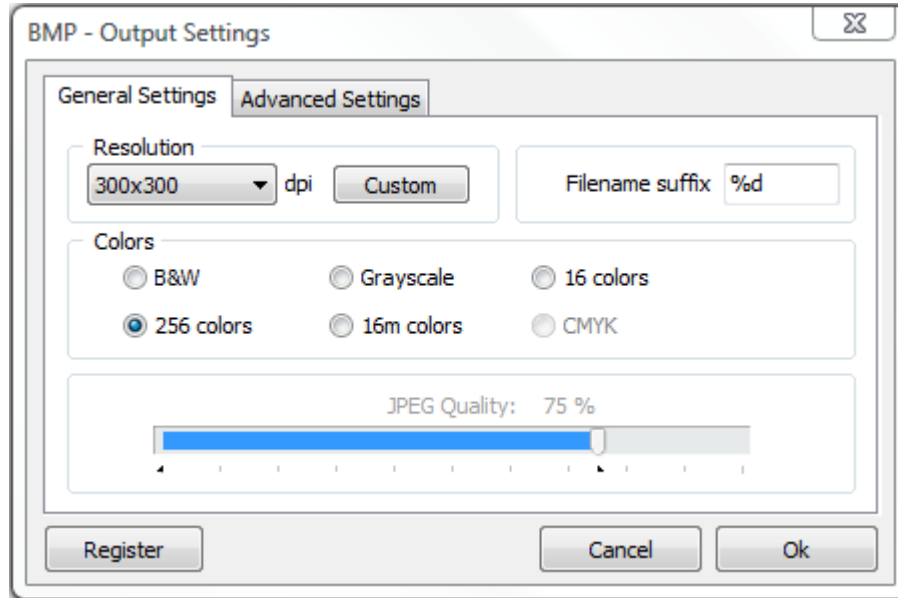 BMP - Output Settings
General Settings Advanced Settings
Resolution
300x300 dpi Custom Filename suffix %d
Colors
B&W Grayscale 16 colors
256 colors 16m colors CMYK
JPEG Quality: 75 %
Register Cancel Ok